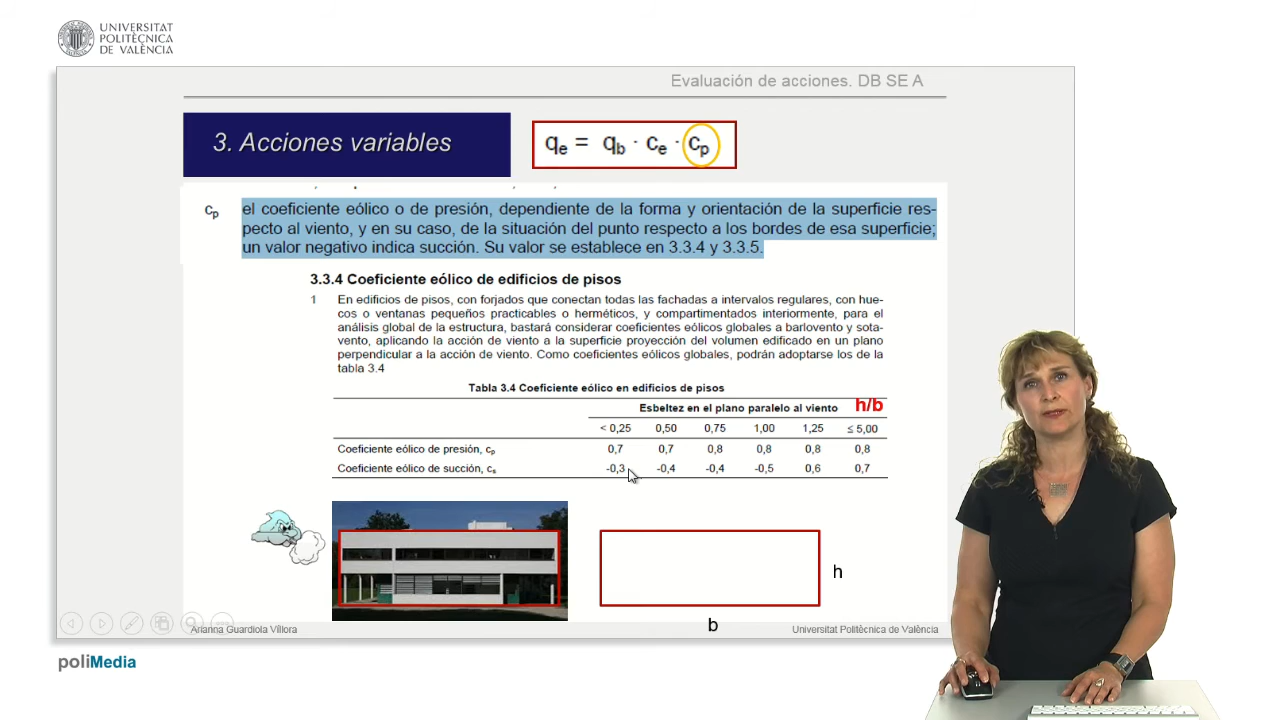 UNIVERSITAT
POLITÈCNICA
DE VALÈNCIA
Evaluación de acciones. DB SE A
3. Acciones variables
qe = qb · ce · cp
cp el coeficiente eólico o de presión, dependiente de la forma y orientación de la superficie res-
pecto al viento, y en su caso, de la situación del punto respecto a los bordes de esa superficie;
un valor negativo indica succión. Su valor se establece en 3.3.4 y 3.3.5.
3.3.4 Coeficiente eólico de edificios de pisos
1 En edificios de pisos, con forjados que conectan todas las fachadas a intervalos regulares, con hue-
cos o ventanas pequeños practicables o herméticos, y compartimentados interiormente, para el
análisis global de la estructura, bastará considerar coeficientes eólicos globales a barlovento y sota-
vento, aplicando la acción de viento a la superficie proyección del volumen edificado en un plano
perpendicular a la acción de viento. Como coeficientes eólicos globales, podrán adoptarse los de la
tabla 3.4
Tabla 3.4 Coeficiente eólico en edificios de pisos
Esbeltez en el plano paralelo al viento h/b
< 0,25 0,50 0,75 1,00 1,25 ≤ 5,00
Coeficiente eólico de presión, cp 0,7 0,7 0,8 0,8 0,8 0,8
Coeficiente eólico de succión, cs -0,3 -0,4 -0,4 -0,5 0,6 0,7
h
b
Arianna Guardiola Víllora
Universitat Politècnica de València
poliMedia